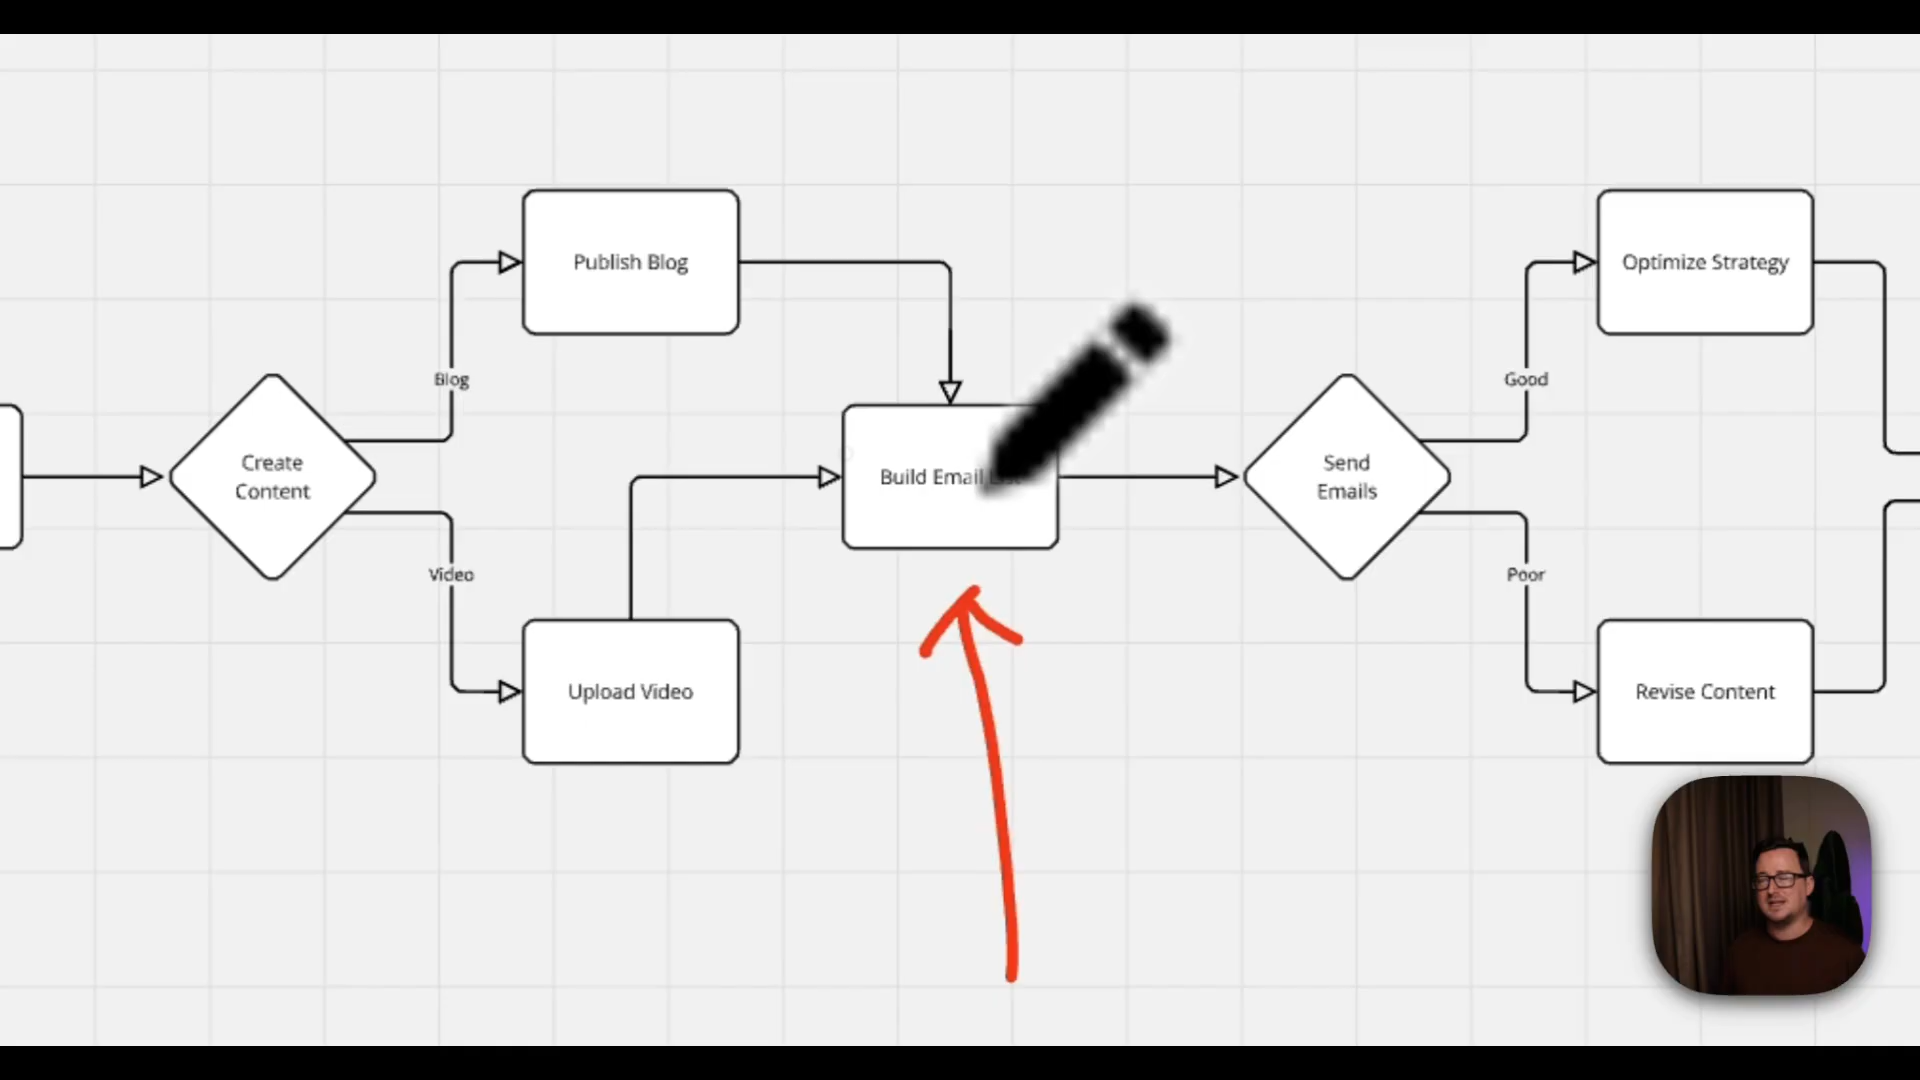 Publish Blog
Optimize Strategy
Blog
Good
Create
Content
Build Email
Send
Emails
Video
Poor
Upload Video
Revise Content